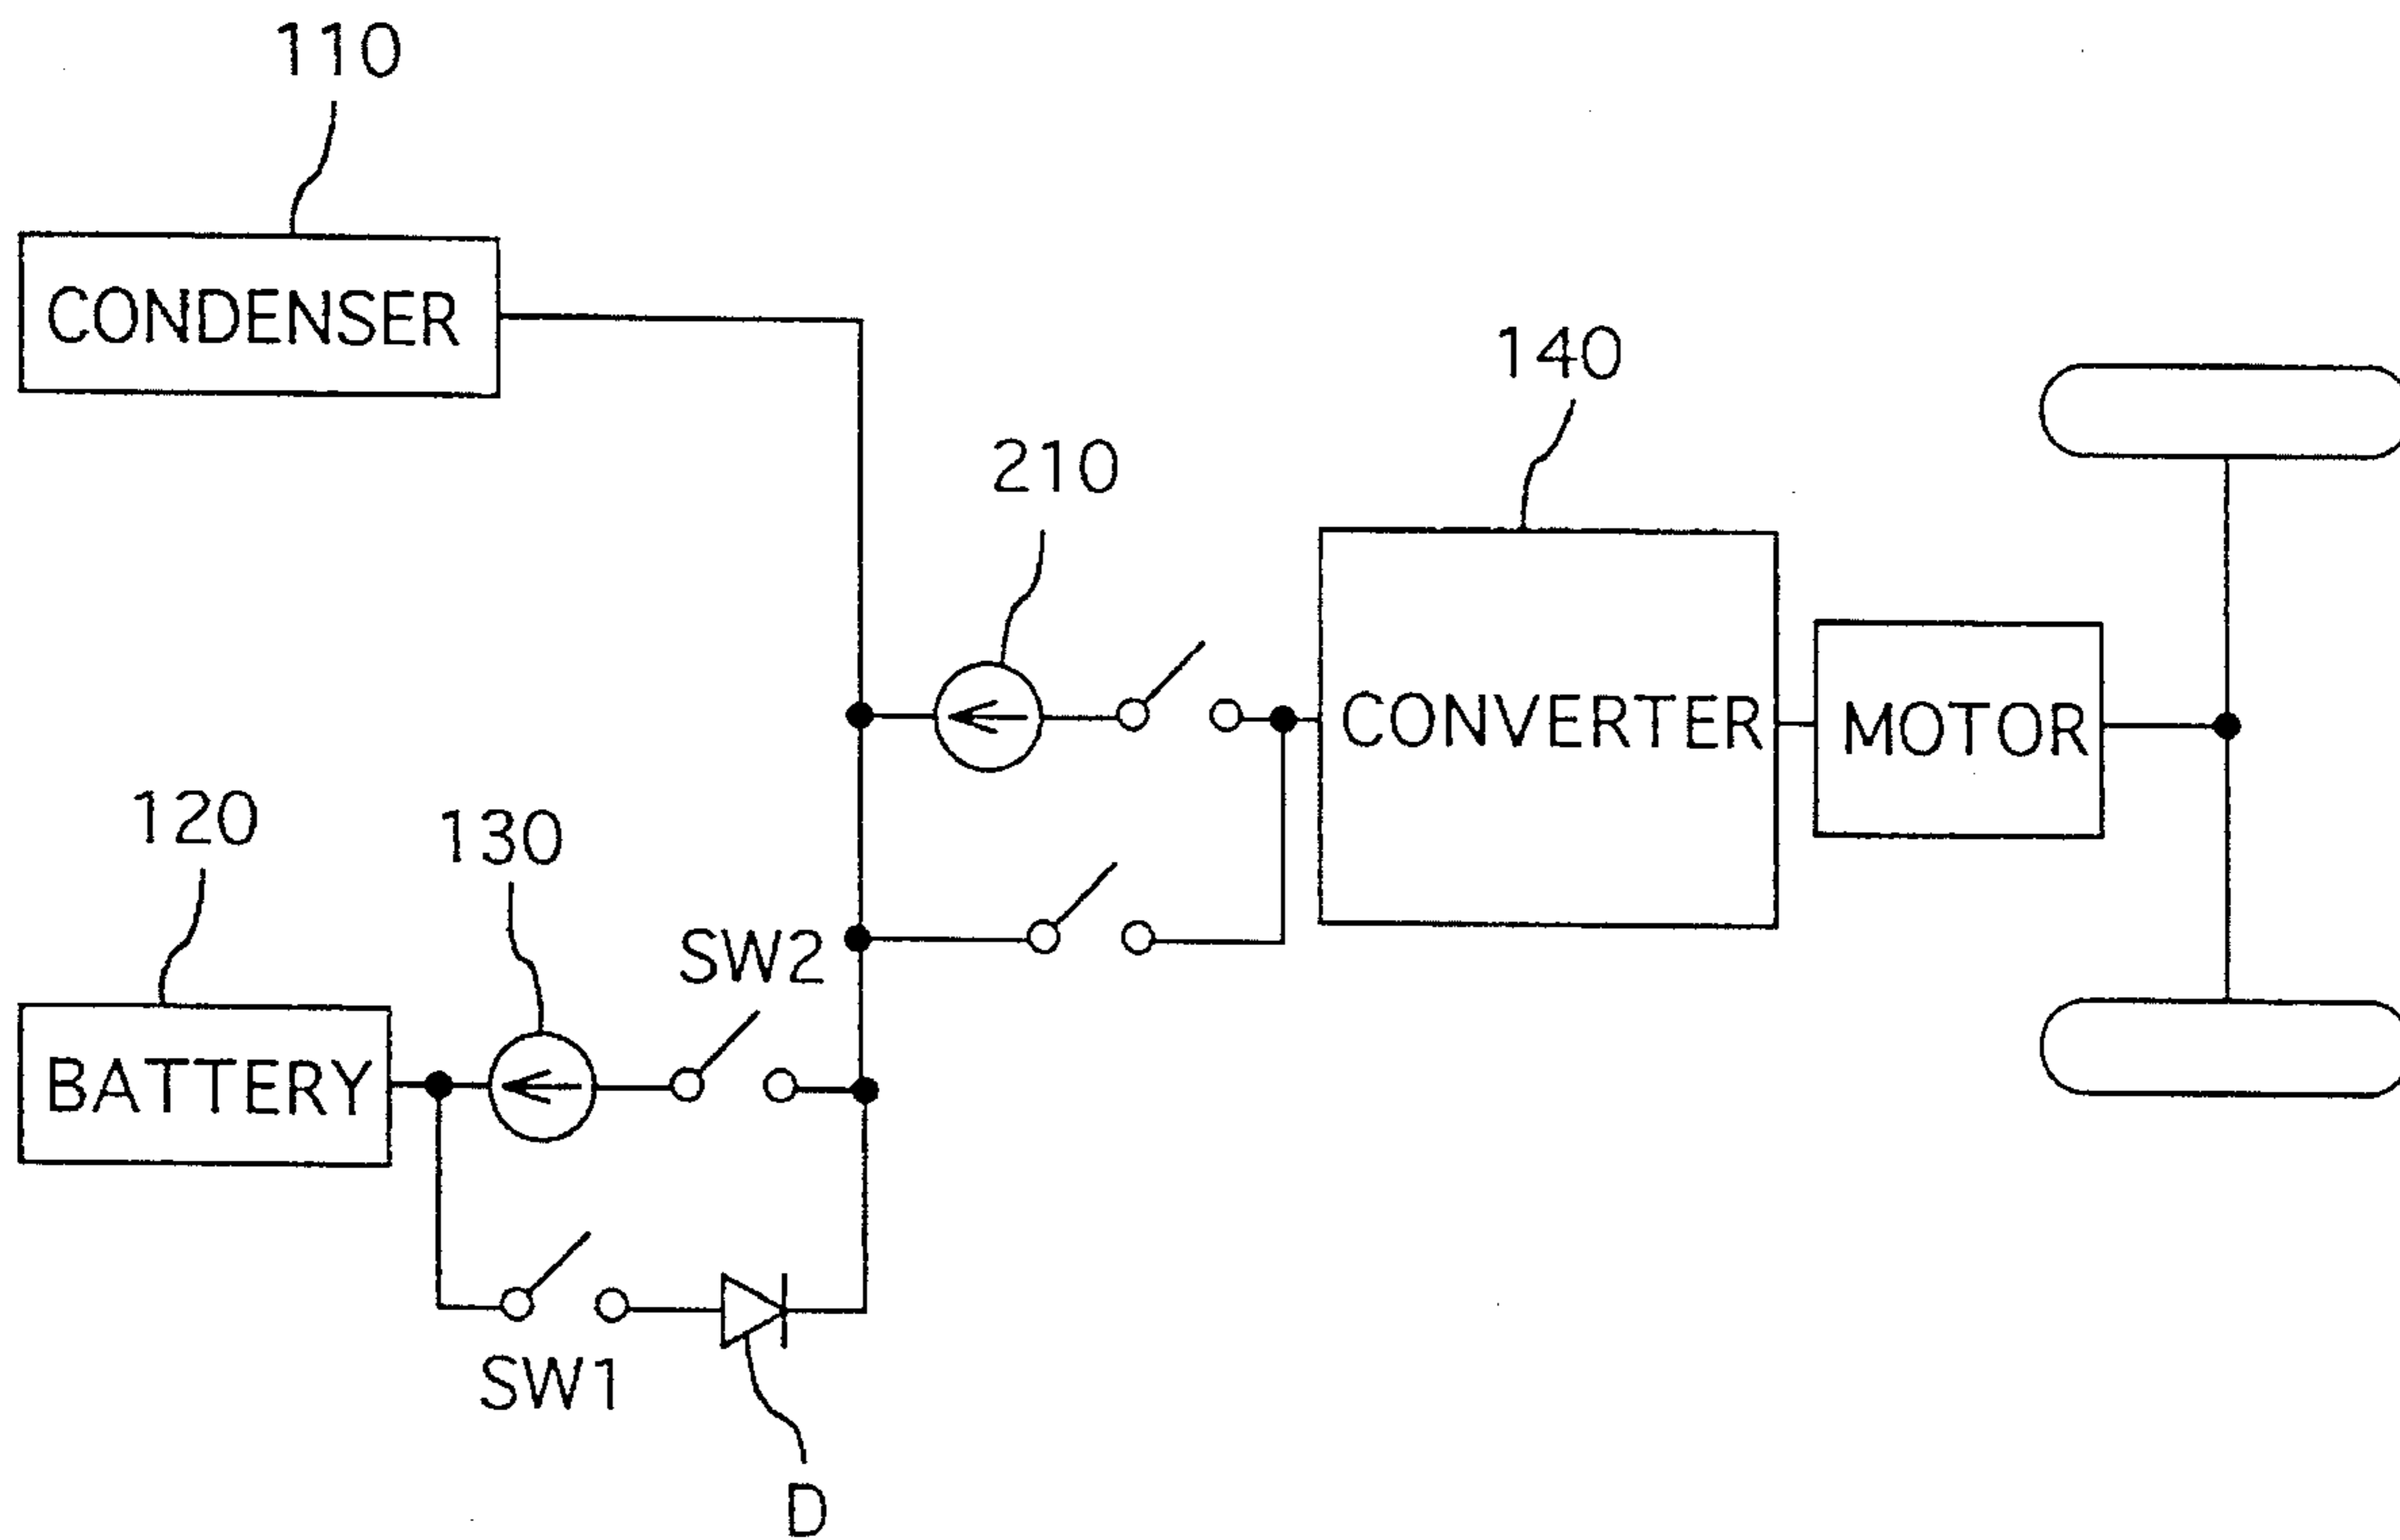 110
CONDENSER
140
210
CONVERTER
MOTOR
120
130
SW2
BATTERY
SW1
D